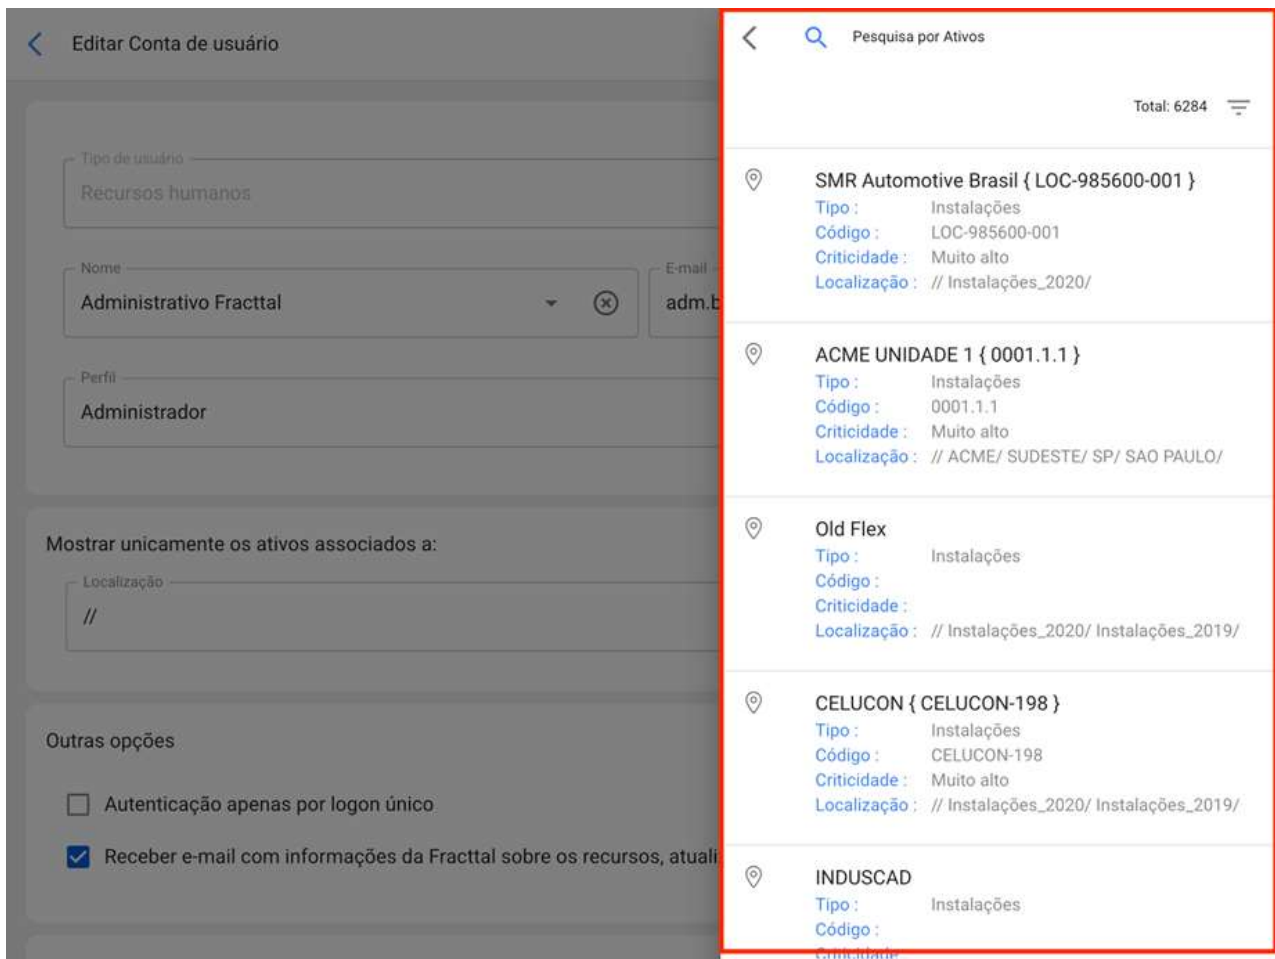 Editar Conta de usuário
Tipo de usuário
Recursos humanos
Nome
Administrativo Fracttal
E-mail
adm.b
Perfil
Administrador
Mostrar unicamente os ativos associados a:
Localização
//
Outras opções
Autenticação apenas por logon único
Receber e-mail com informações da Fracttal sobre os recursos, atuali
Pesquisa por Ativos
Total: 6284
SMR Automotive Brasil { LOC-985600-001 }
Tipo : Instalações
Código : LOC-985600-001
Criticidade : Muito alto
Localização : // Instalações_2020/
ACME UNIDADE 1 { 0001.1.1 }
Tipo : Instalações
Código : 0001.1.1
Criticidade : Muito alto
Localização : // ACME/ SUDESTE/ SP/ SAO PAULO/
Old Flex
Tipo : Instalações
Código :
Criticidade :
Localização : // Instalações_2020/ Instalações_2019/
CELUCON { CELUCON-198 }
Tipo : Instalações
Código : CELUCON-198
Criticidade : Muito alto
Localização : // Instalações_2020/ Instalações_2019/
INDUSCAD
Tipo : Instalações
Código :
Criticidade